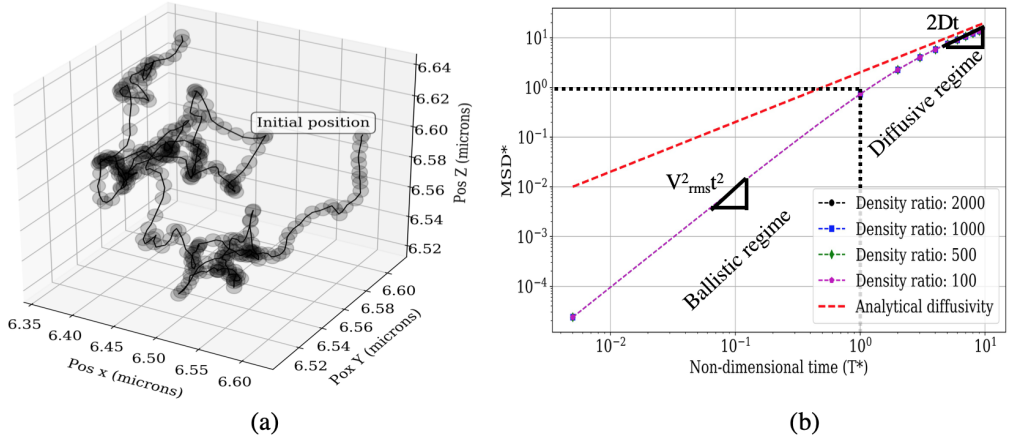 Initial position
6.64
6.62
6.60
6.58
6.56
6.54
6.52
Pos Z (microns)
6.35
6.40
6.45
6.50
6.55
6.60
Pos x (microns)
6.52
6.54
6.56
6.58
6.60
Pox Y (microns)
(a)
10¹
10⁰
10⁻¹
10⁻²
10⁻³
10⁻⁴
MSD*
2Dt
Diffusive regime
V²rmst²
Ballistic regime
Density ratio: 2000
Density ratio: 1000
Density ratio: 500
Density ratio: 100
Analytical diffusivity
10⁻²
10⁻¹
10⁰
10¹
Non-dimensional time (T*)
(b)